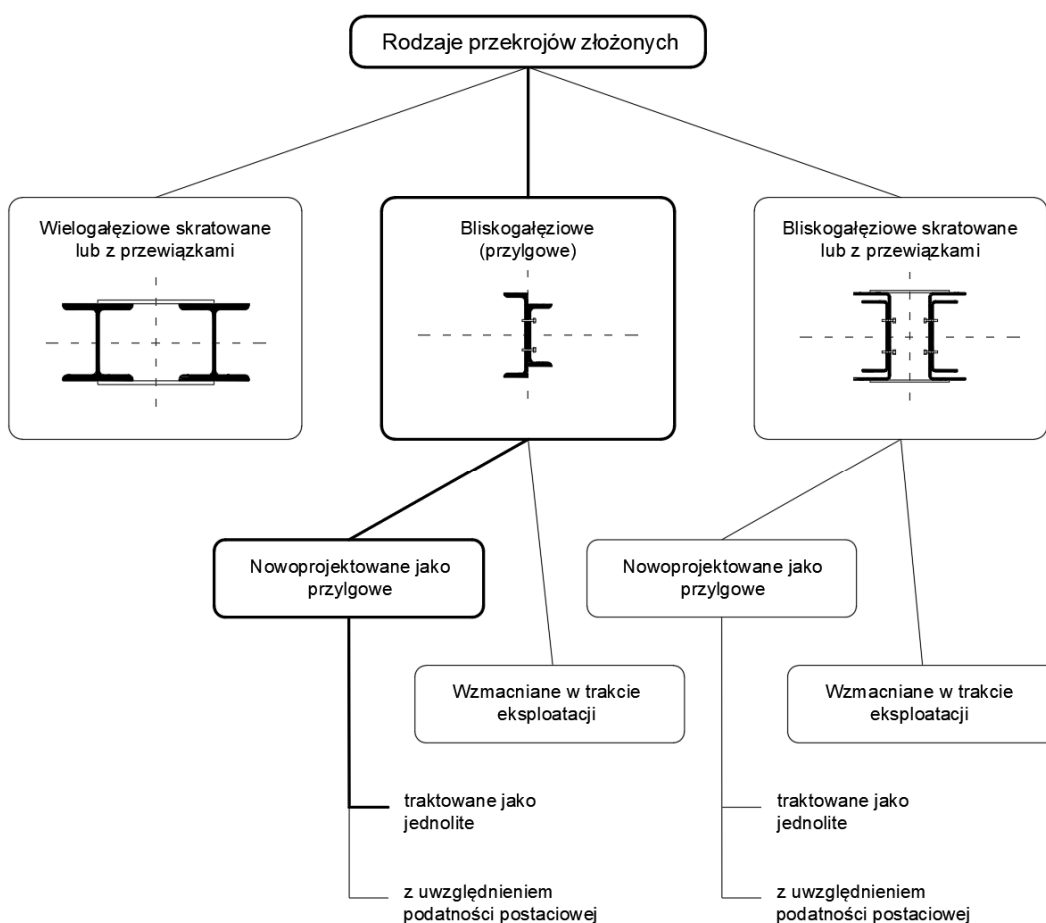 Rodzaje przekrojów złożonych
Wielogałęziowe skratowane
lub z przewiązkami
Bliskogałęziowe
(przylgowe)
Bliskogałęziowe skratowane
lub z przewiązkami
Nowoprojektowane jako
przylgowe
Nowoprojektowane jako
przylgowe
Wzmacniane w trakcie
eksploatacji
Wzmacniane w trakcie
eksploatacji
traktowane jako
jednolite
traktowane jako
jednolite
z uwzględnieniem
podatności postaciowej
z uwzględnieniem
podatności postaciowej